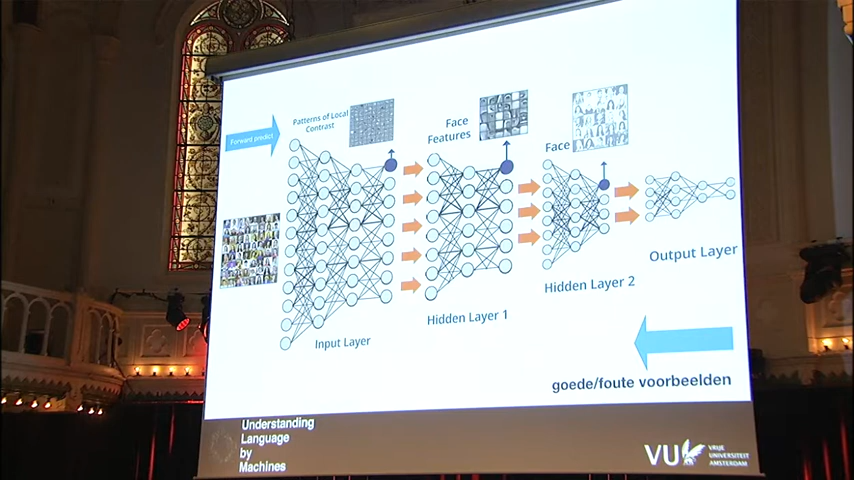 Forward predict
Patterns of Local
Contrast
Face
Features
Face
Output Layer
Hidden Layer 2
Hidden Layer 1
Input Layer
goede/foute voorbeelden
Understanding
Language
by
Machines
VU
VRIJE
UNIVERSITEIT
AMSTERDAM